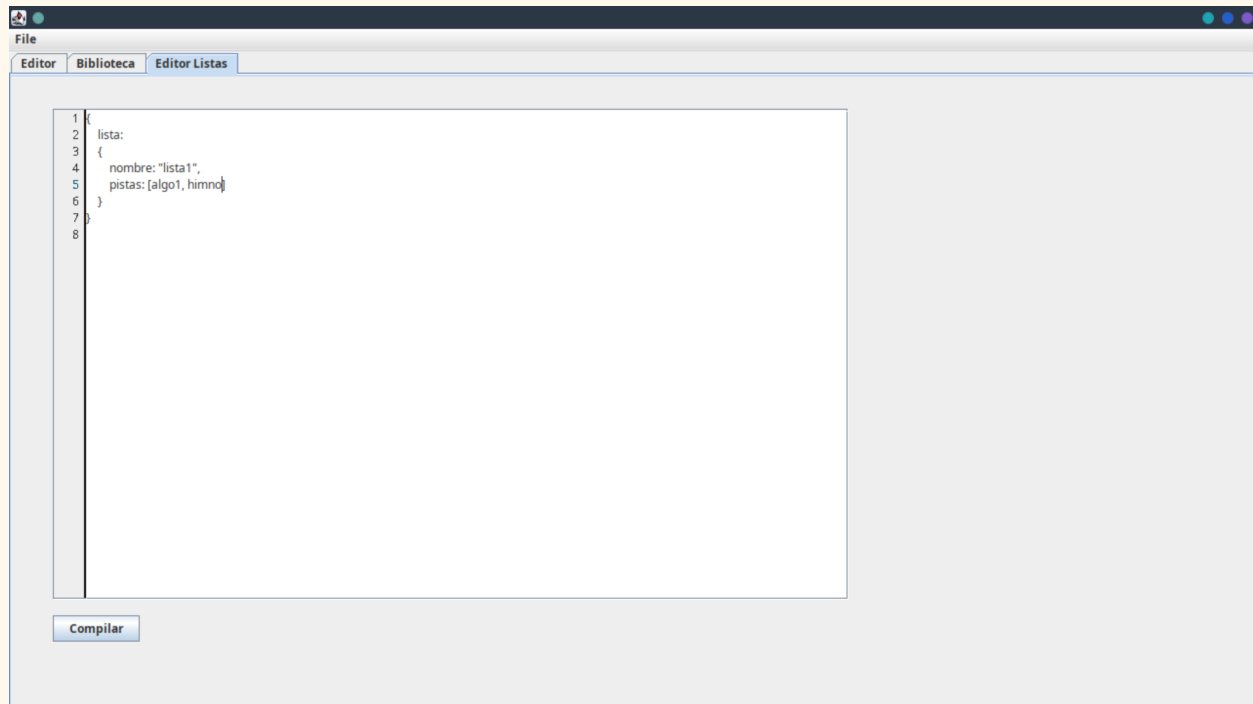 File
Editor Biblioteca Editor Listas
1 {
2 lista:
3 {
4 nombre: "lista1",
5 pistas: [algo1, himno]
6 }
7 }
8
Compilar